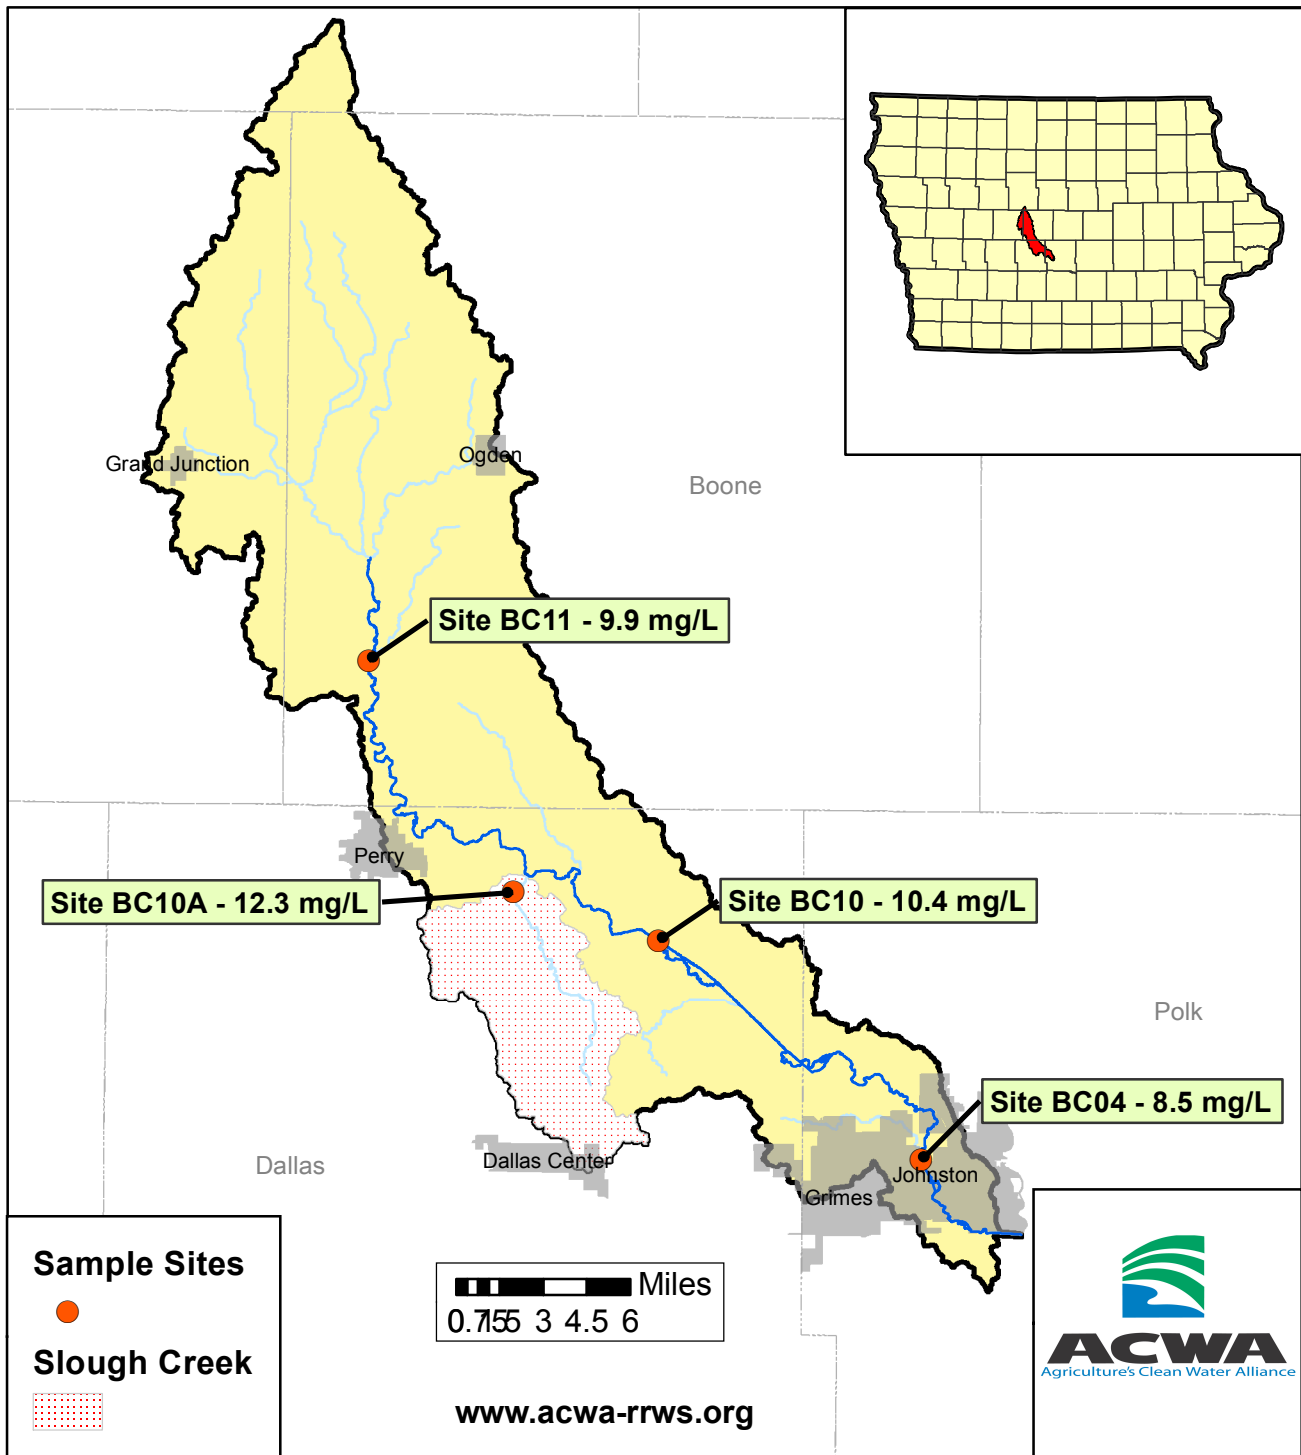 Grand Junction
Ogden
Boone
Site BC11 - 9.9 mg/L
Perry
Site BC10A - 12.3 mg/L
Site BC10 - 10.4 mg/L
Polk
Site BC04 - 8.5 mg/L
Dallas
Dallas Center
Johnston
Grimes
Sample Sites
Slough Creek
Miles
0.75 1.5 3 4.5 6
www.acwa-rrws.org
ACWA
Agriculture's Clean Water Alliance